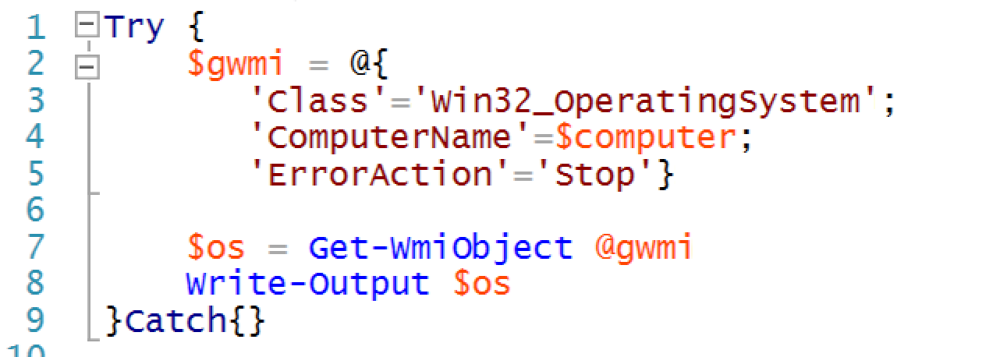 1 Try {
2 $gwmi = @{
3 'Class'='Win32_OperatingSystem';
4 'ComputerName'=$computer;
5 'ErrorAction'='Stop'}
6
7 $os = Get-WmiObject @gwmi
8 Write-Output $os
9 }Catch{}
10